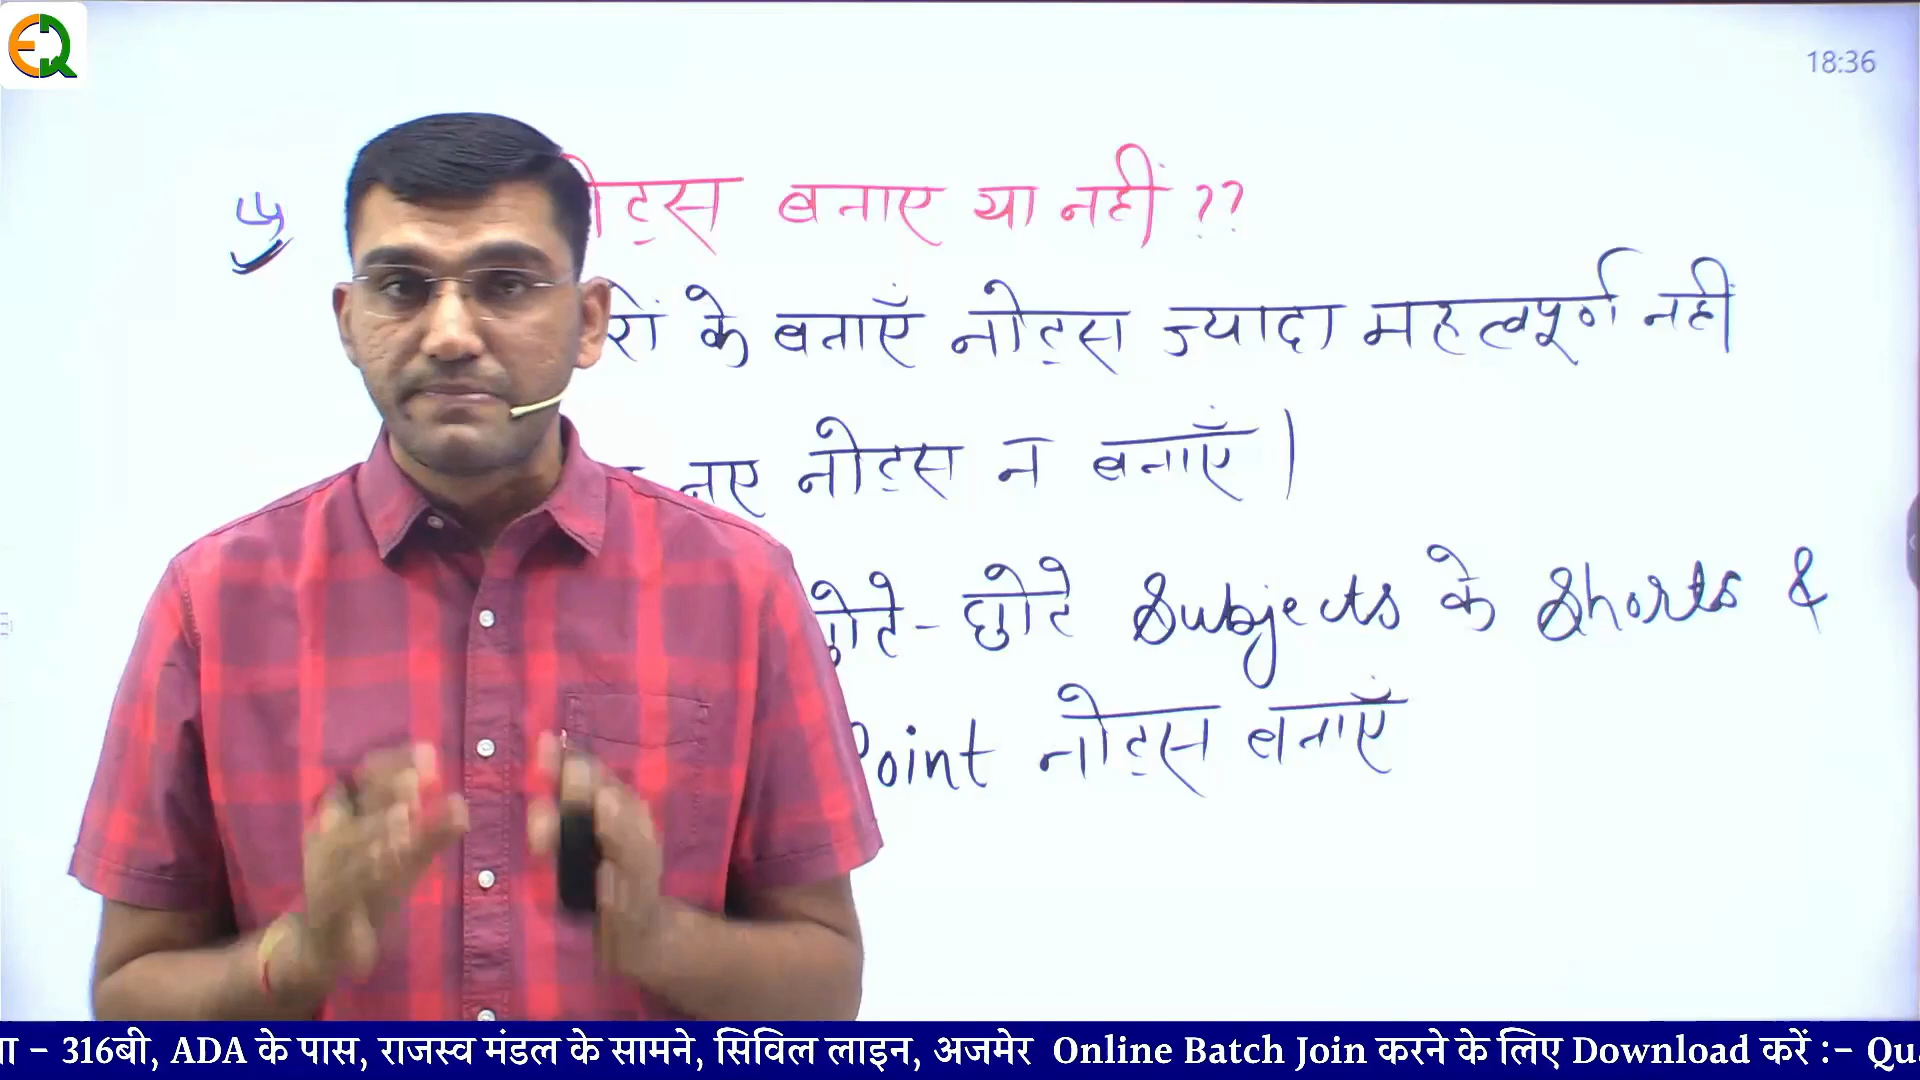 18:36
५ नोट्स बनाए या नहीं ??
के बनाएँ नोट्स ज्यादा महत्वपूर्ण नहीं
नए नोट्स न बनाएँ।
छोटे-छोटे Subjects के Shorts &
Point नोट्स बनाएँ
– 316बी, ADA के पास, राजस्व मंडल के सामने, सिविल लाइन, अजमेर Online Batch Join करने के लिए Download करें :-